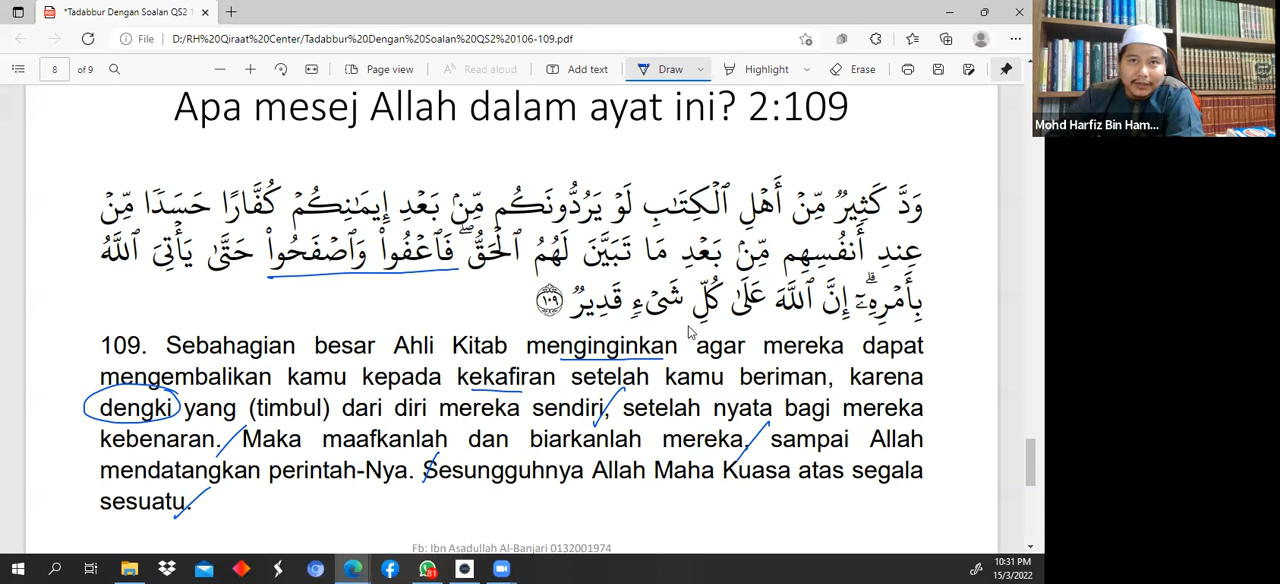 *Tadabbur Dengan Soalan QS2 1
File
D:/RH%20Qiraat%20Center/Tadabbur%20Dengan%20Soalan%20QS2%20106-109.pdf
8 of 9
Page view
Read aloud
Add text
Draw
Highlight
Erase
Mohd Harfiz Bin Ham...
Apa mesej Allah dalam ayat ini? 2:109
وَدَّ كَثِيرٌ مِّنْ أَهْلِ ٱلْكِتَٰبِ لَوْ يَرُدُّونَكُم مِّنۢ بَعْدِ إِيمَٰنِكُمْ كُفَّارًا حَسَدًا مِّنْ
عِندِ أَنفُسِهِم مِّنۢ بَعْدِ مَا تَبَيَّنَ لَهُمُ ٱلْحَقُّ ۖ فَٱعْفُوا۟ وَٱصْفَحُوا۟ حَتَّىٰ يَأْتِىَ ٱللَّهُ
بِأَمْرِهِۦٓ ۗ إِنَّ ٱللَّهَ عَلَىٰ كُلِّ شَىْءٍ قَدِيرٌ ١٠٩
109. Sebahagian besar Ahli Kitab menginginkan agar mereka dapat
mengembalikan kamu kepada kekafiran setelah kamu beriman, karena
dengki yang (timbul) dari diri mereka sendiri, setelah nyata bagi mereka
kebenaran. Maka maafkanlah dan biarkanlah mereka, sampai Allah
mendatangkan perintah-Nya. Sesungguhnya Allah Maha Kuasa atas segala
sesuatu.
Fb: Ibn Asadullah Al-Banjari 0132001974
81
10:31 PM
15/3/2022